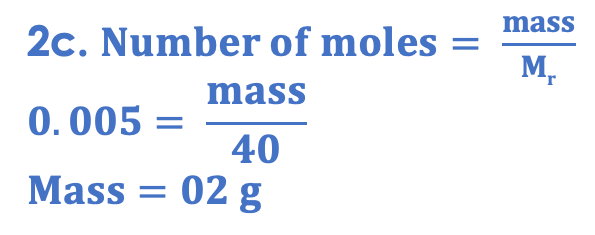 2c. Number of moles = mass / Mr
0.005 = mass / 40
Mass = 02 g